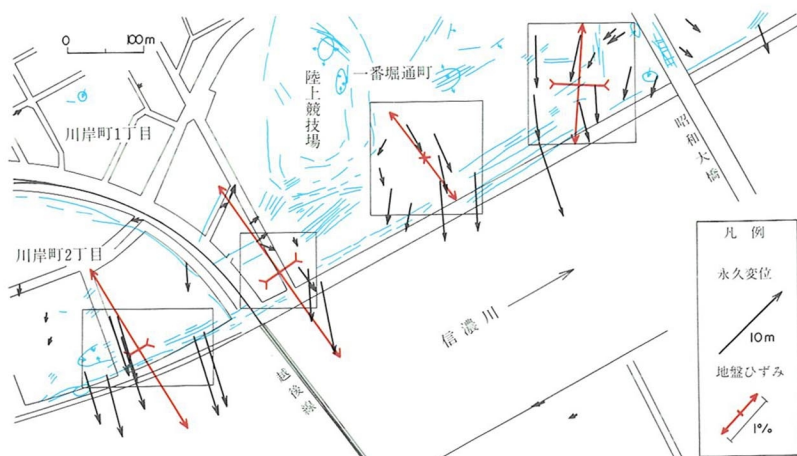 0 100m
陸上競技場
一番堀通町
昭和大橋
川岸町1丁目
川岸町2丁目
越後線
信濃川
凡例
永久変位
10m
地盤ひずみ
1%